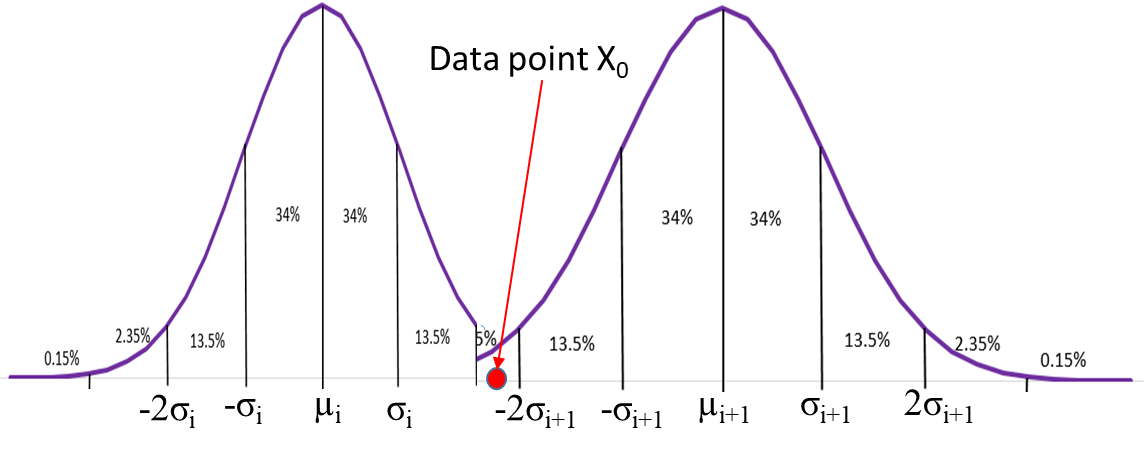 Data point X₀
34% 34% 34% 34%
2.35% 13.5% 13.5% 5% 13.5% 13.5% 2.35%
0.15% 0.15%
-2σᵢ -σᵢ μᵢ σᵢ -2σᵢ₊₁ -σᵢ₊₁ μᵢ₊₁ σᵢ₊₁ 2σᵢ₊₁